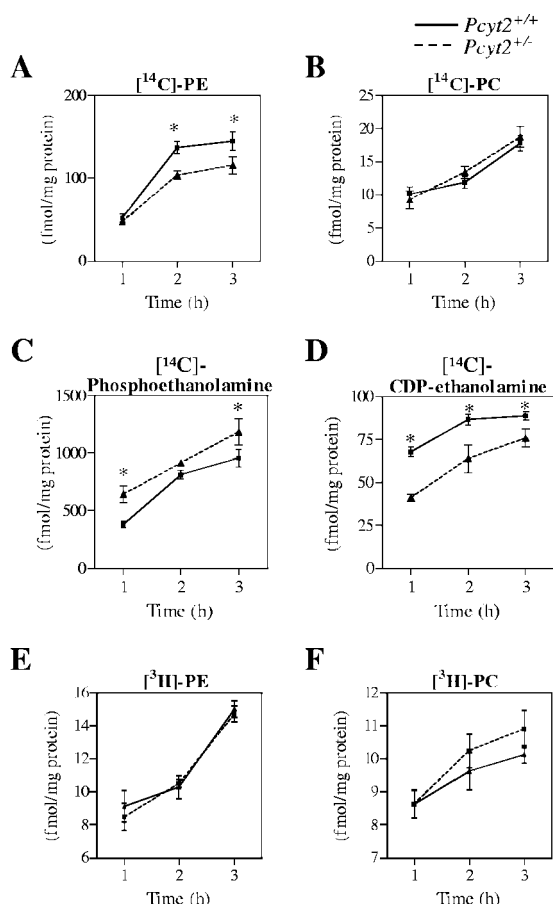 Pcyt2+/+
Pcyt2+/-
A
[14C]-PE
(fmol/mg protein)
200
100
0
*
*
1 2 3
Time (h)
B
[14C]-PC
(fmol/mg protein)
25
20
15
10
5
0
1 2 3
Time (h)
C
[14C]-
Phosphoethanolamine
(fmol/mg protein)
1500
1000
500
0
*
*
1 2 3
Time (h)
D
[14C]-
CDP-ethanolamine
(fmol/mg protein)
100
75
50
25
0
*
*
*
1 2 3
Time (h)
E
[3H]-PE
(fmol/mg protein)
16
14
12
10
8
6
1 2 3
Time (h)
F
[3H]-PC
(fmol/mg protein)
12
11
10
9
8
7
1 2 3
Time (h)